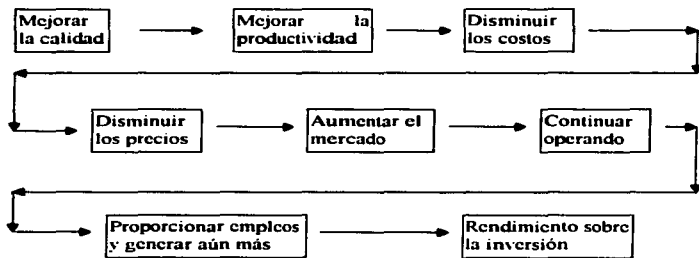 Mejorar
la calidad
Mejorar la
productividad
Disminuir
los costos
Disminuir
los precios
Aumentar el
mercado
Continuar
operando
Proporcionar empleos
y generar aún más
Rendimiento sobre
la inversión